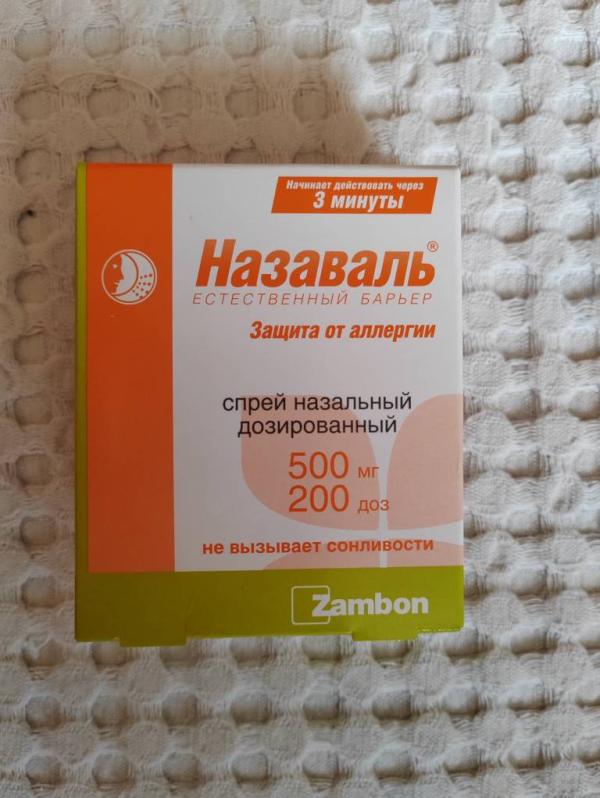 Начинает действовать через
3 минуты
Назаваль®
ЕСТЕСТВЕННЫЙ БАРЬЕР
Защита от аллергии
спрей назальный
дозированный
500 мг
200 доз
не вызывает сонливости
Zambon